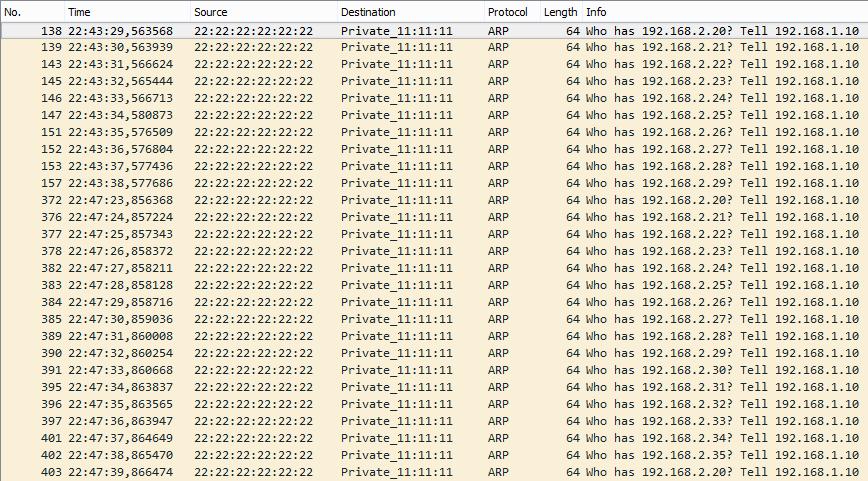 No. Time Source Destination Protocol Length Info
138 22:43:29,563568 22:22:22:22:22:22 Private_11:11:11 ARP 64 Who has 192.168.2.20? Tell 192.168.1.10
139 22:43:30,563939 22:22:22:22:22:22 Private_11:11:11 ARP 64 Who has 192.168.2.21? Tell 192.168.1.10
143 22:43:31,566624 22:22:22:22:22:22 Private_11:11:11 ARP 64 Who has 192.168.2.22? Tell 192.168.1.10
145 22:43:32,565444 22:22:22:22:22:22 Private_11:11:11 ARP 64 Who has 192.168.2.23? Tell 192.168.1.10
146 22:43:33,566713 22:22:22:22:22:22 Private_11:11:11 ARP 64 Who has 192.168.2.24? Tell 192.168.1.10
147 22:43:34,580873 22:22:22:22:22:22 Private_11:11:11 ARP 64 Who has 192.168.2.25? Tell 192.168.1.10
151 22:43:35,576509 22:22:22:22:22:22 Private_11:11:11 ARP 64 Who has 192.168.2.26? Tell 192.168.1.10
152 22:43:36,576804 22:22:22:22:22:22 Private_11:11:11 ARP 64 Who has 192.168.2.27? Tell 192.168.1.10
153 22:43:37,577436 22:22:22:22:22:22 Private_11:11:11 ARP 64 Who has 192.168.2.28? Tell 192.168.1.10
157 22:43:38,577686 22:22:22:22:22:22 Private_11:11:11 ARP 64 Who has 192.168.2.29? Tell 192.168.1.10
372 22:47:23,856368 22:22:22:22:22:22 Private_11:11:11 ARP 64 Who has 192.168.2.20? Tell 192.168.1.10
376 22:47:24,857224 22:22:22:22:22:22 Private_11:11:11 ARP 64 Who has 192.168.2.21? Tell 192.168.1.10
377 22:47:25,857343 22:22:22:22:22:22 Private_11:11:11 ARP 64 Who has 192.168.2.22? Tell 192.168.1.10
378 22:47:26,858372 22:22:22:22:22:22 Private_11:11:11 ARP 64 Who has 192.168.2.23? Tell 192.168.1.10
382 22:47:27,858211 22:22:22:22:22:22 Private_11:11:11 ARP 64 Who has 192.168.2.24? Tell 192.168.1.10
383 22:47:28,858128 22:22:22:22:22:22 Private_11:11:11 ARP 64 Who has 192.168.2.25? Tell 192.168.1.10
384 22:47:29,858716 22:22:22:22:22:22 Private_11:11:11 ARP 64 Who has 192.168.2.26? Tell 192.168.1.10
385 22:47:30,859036 22:22:22:22:22:22 Private_11:11:11 ARP 64 Who has 192.168.2.27? Tell 192.168.1.10
389 22:47:31,860008 22:22:22:22:22:22 Private_11:11:11 ARP 64 Who has 192.168.2.28? Tell 192.168.1.10
390 22:47:32,860254 22:22:22:22:22:22 Private_11:11:11 ARP 64 Who has 192.168.2.29? Tell 192.168.1.10
391 22:47:33,860668 22:22:22:22:22:22 Private_11:11:11 ARP 64 Who has 192.168.2.30? Tell 192.168.1.10
395 22:47:34,863837 22:22:22:22:22:22 Private_11:11:11 ARP 64 Who has 192.168.2.31? Tell 192.168.1.10
396 22:47:35,863565 22:22:22:22:22:22 Private_11:11:11 ARP 64 Who has 192.168.2.32? Tell 192.168.1.10
397 22:47:36,863947 22:22:22:22:22:22 Private_11:11:11 ARP 64 Who has 192.168.2.33? Tell 192.168.1.10
401 22:47:37,864649 22:22:22:22:22:22 Private_11:11:11 ARP 64 Who has 192.168.2.34? Tell 192.168.1.10
402 22:47:38,865470 22:22:22:22:22:22 Private_11:11:11 ARP 64 Who has 192.168.2.35? Tell 192.168.1.10
403 22:47:39,866474 22:22:22:22:22:22 Private_11:11:11 ARP 64 Who has 192.168.2.20? Tell 192.168.1.10